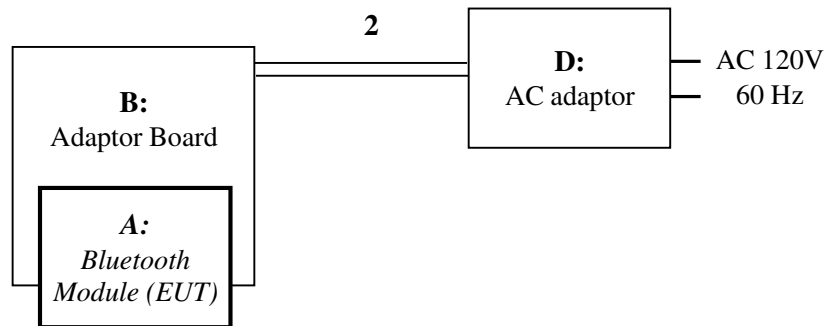 2
B:
Adaptor Board
D:
AC adaptor
AC 120V
60 Hz
A:
Bluetooth
Module (EUT)